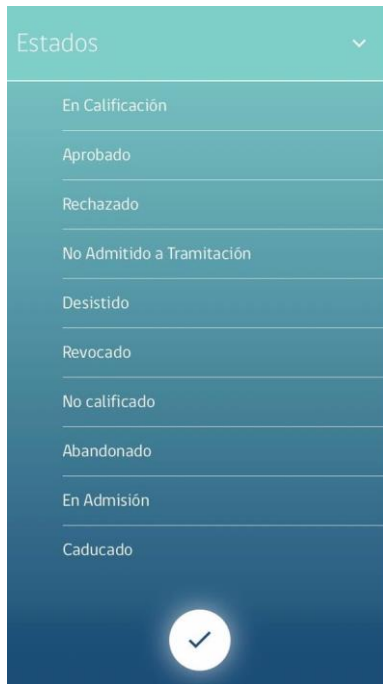 Estados
En Calificación
Aprobado
Rechazado
No Admitido a Tramitación
Desistido
Revocado
No calificado
Abandonado
En Admisión
Caducado